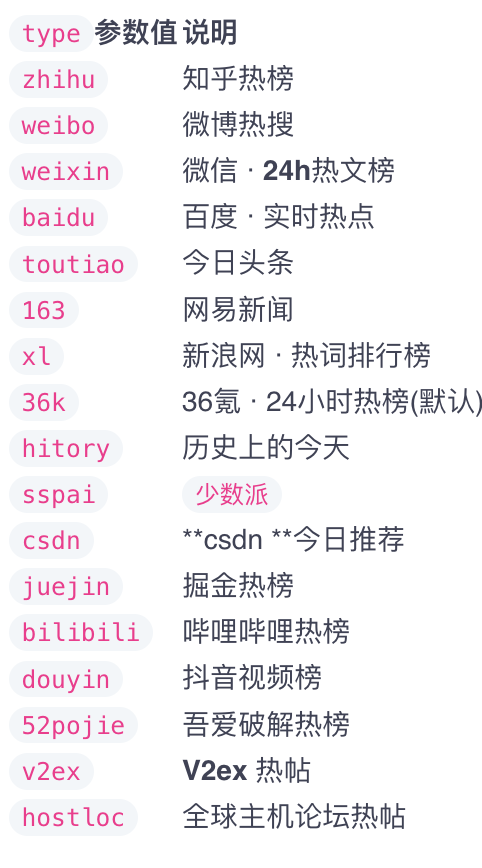 type 参数值 说明
zhihu 知乎热榜
weibo 微博热搜
weixin 微信 · 24h热文榜
baidu 百度 · 实时热点
toutiao 今日头条
163 网易新闻
xl 新浪网 · 热词排行榜
36k 36氪 · 24小时热榜(默认)
hitory 历史上的今天
sspai 少数派
csdn **csdn **今日推荐
juejin 掘金热榜
bilibili 哔哩哔哩热榜
douyin 抖音视频榜
52pojie 吾爱破解热榜
v2ex V2ex 热帖
hostloc 全球主机论坛热帖